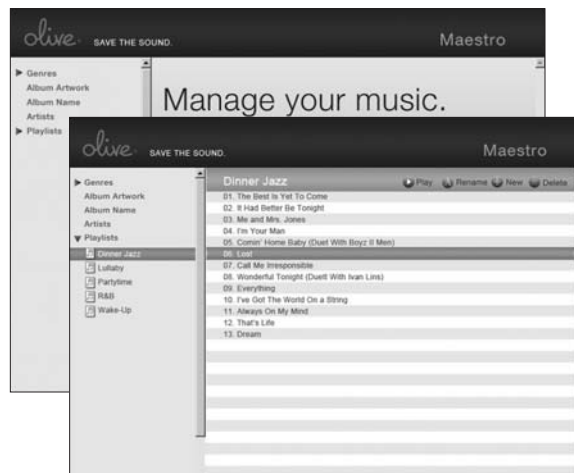 olive. SAVE THE SOUND. Maestro
Genres
Album Artwork
Album Name
Artists
Playlists
Manage your music.
olive. SAVE THE SOUND. Maestro
Genres
Album Artwork
Album Name
Artists
Playlists
Dinner Jazz
Lullaby
Partytime
R&B
Wake-Up
Dinner Jazz Play Rename New Delete
01. The Best Is Yet To Come
02. It Had Better Be Tonight
03. Me and Mrs. Jones
04. I'm Your Man
05. Comin' Home Baby (Duet With Boyz II Men)
06. Lost
07. Call Me Irresponsible
08. Wonderful Tonight (Duett With Ivan Lins)
09. Everything
10. I've Got The World On a String
11. Always On My Mind
12. That's Life
13. Dream